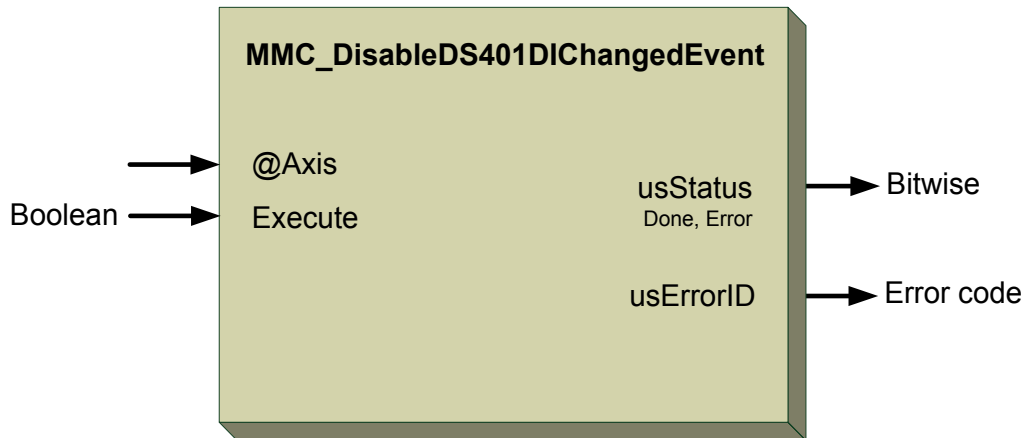 MMC_DisableDS401DIChangedEvent
@Axis
Boolean
Execute
usStatus
Done, Error
Bitwise
usErrorID
Error code